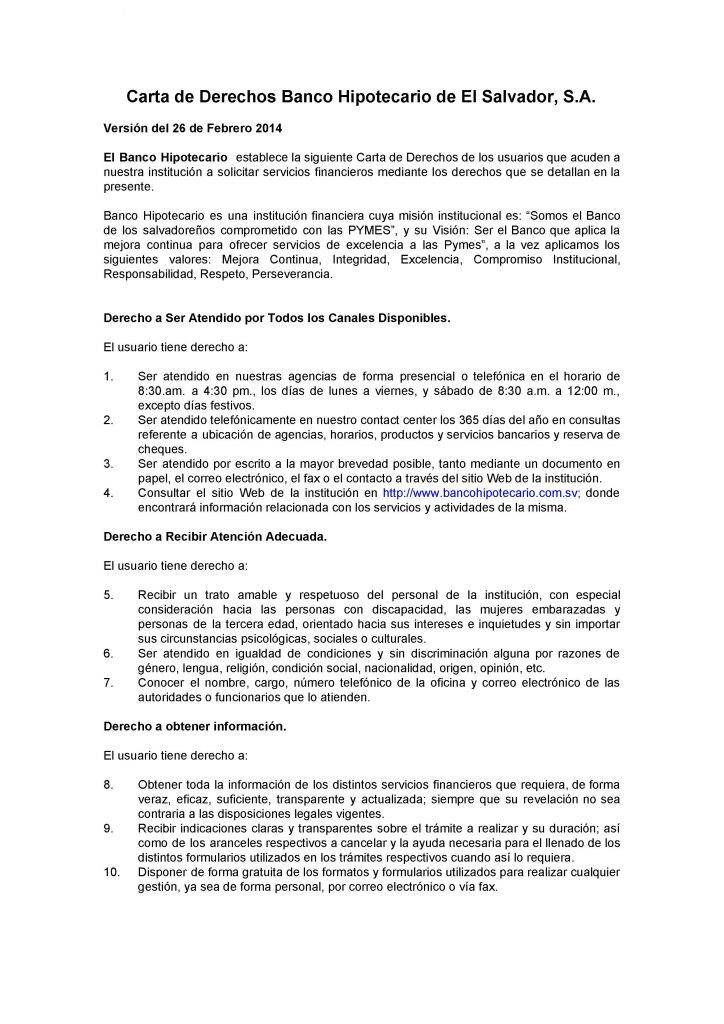 Carta de Derechos Banco Hipotecario de El Salvador, S.A.
Versión del 26 de Febrero 2014
El Banco Hipotecario establece la siguiente Carta de Derechos de los usuarios que acuden a
nuestra institución a solicitar servicios financieros mediante los derechos que se detallan en la
presente.
Banco Hipotecario es una institución financiera cuya misión institucional es: “Somos el Banco
de los salvadoreños comprometido con las PYMES”, y su Visión: Ser el Banco que aplica la
mejora continua para ofrecer servicios de excelencia a las Pymes”, a la vez aplicamos los
siguientes valores: Mejora Continua, Integridad, Excelencia, Compromiso Institucional,
Responsabilidad, Respeto, Perseverancia.
Derecho a Ser Atendido por Todos los Canales Disponibles.
El usuario tiene derecho a:
1. Ser atendido en nuestras agencias de forma presencial o telefónica en el horario de
8:30.am. a 4:30 pm., los días de lunes a viernes, y sábado de 8:30 a.m. a 12:00 m.,
excepto días festivos.
2. Ser atendido telefónicamente en nuestro contact center los 365 días del año en consultas
referente a ubicación de agencias, horarios, productos y servicios bancarios y reserva de
cheques.
3. Ser atendido por escrito a la mayor brevedad posible, tanto mediante un documento en
papel, el correo electrónico, el fax o el contacto a través del sitio Web de la institución.
4. Consultar el sitio Web de la institución en http://www.bancohipotecario.com.sv; donde
encontrará información relacionada con los servicios y actividades de la misma.
Derecho a Recibir Atención Adecuada.
El usuario tiene derecho a:
5. Recibir un trato amable y respetuoso del personal de la institución, con especial
consideración hacia las personas con discapacidad, las mujeres embarazadas y
personas de la tercera edad, orientado hacia sus intereses e inquietudes y sin importar
sus circunstancias psicológicas, sociales o culturales.
6. Ser atendido en igualdad de condiciones y sin discriminación alguna por razones de
género, lengua, religión, condición social, nacionalidad, origen, opinión, etc.
7. Conocer el nombre, cargo, número telefónico de la oficina y correo electrónico de las
autoridades o funcionarios que lo atienden.
Derecho a obtener información.
El usuario tiene derecho a:
8. Obtener toda la información de los distintos servicios financieros que requiera, de forma
veraz, eficaz, suficiente, transparente y actualizada; siempre que su revelación no sea
contraria a las disposiciones legales vigentes.
9. Recibir indicaciones claras y transparentes sobre el trámite a realizar y su duración; así
como de los aranceles respectivos a cancelar y la ayuda necesaria para el llenado de los
distintos formularios utilizados en los trámites respectivos cuando así lo requiera.
10. Disponer de forma gratuita de los formatos y formularios utilizados para realizar cualquier
gestión, ya sea de forma personal, por correo electrónico o vía fax.